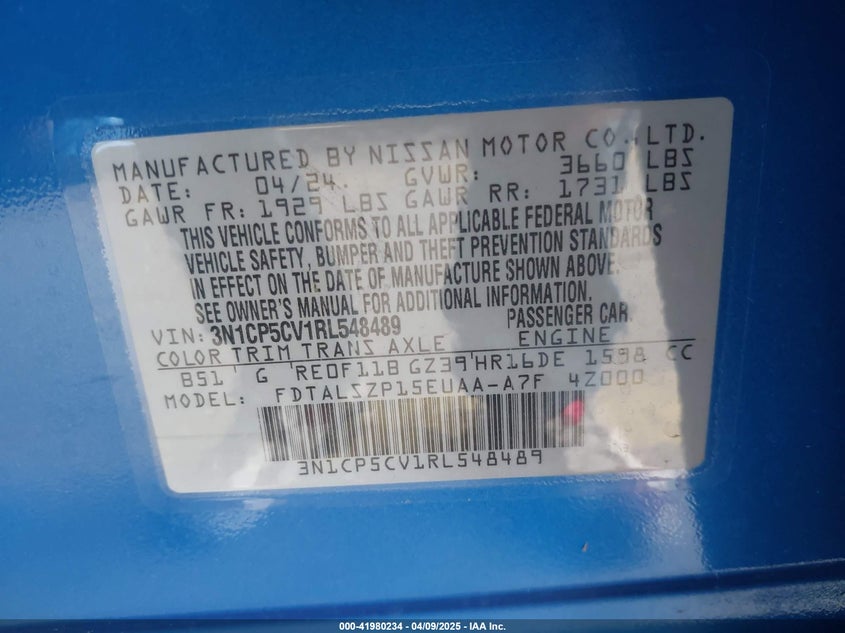 MANUFACTURED BY NISSAN MOTOR CO., LTD.
DATE: 04/24. GVWR: 3660 LBS
GAWR FR: 1929 LBS GAWR RR: 1731 LBS
THIS VEHICLE CONFORMS TO ALL APPLICABLE FEDERAL MOTOR
VEHICLE SAFETY, BUMPER AND THEFT PREVENTION STANDARDS
IN EFFECT ON THE DATE OF MANUFACTURE SHOWN ABOVE.
SEE OWNER'S MANUAL FOR ADDITIONAL INFORMATION.
VIN: 3N1CP5CV1RL548489 PASSENGER CAR.
COLOR TRIM TRANS AXLE ENGINE
B51 G RE0F11B GZ39 HR16DE 1598 CC
MODEL: FDTALSZP15EUAA-A7F 4Z000
3N1CP5CV1RL548489
000-41980234 - 04/09/2025 - IAA Inc.